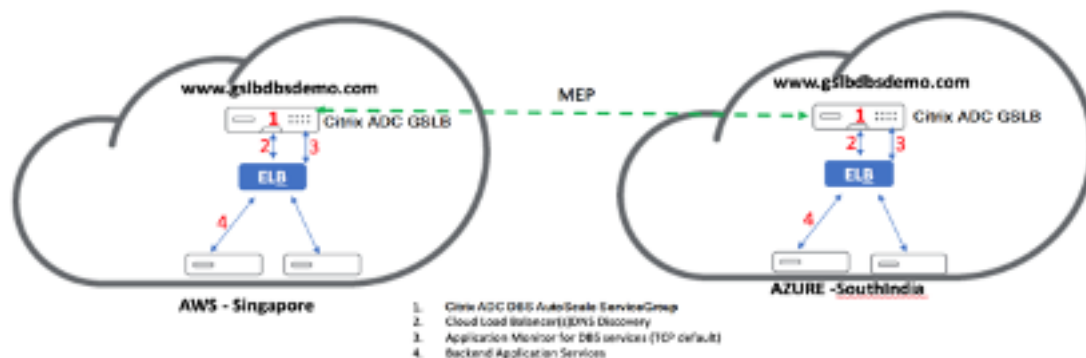 www.gslbdbsdemo.com
www.gslbdbsdemo.com
MEP
1
Citrix ADC GSLB
1
Citrix ADC GSLB
2
3
2
3
ELB
ELB
4
4
AWS - Singapore
AZURE -SouthIndia
1. Citrix ADC DBS AutoScale ServiceGroup
2. Cloud Load Balancer(s)DNS Discovery
3. Application Monitor for DBS services (TCP default)
4. Backend Application Services